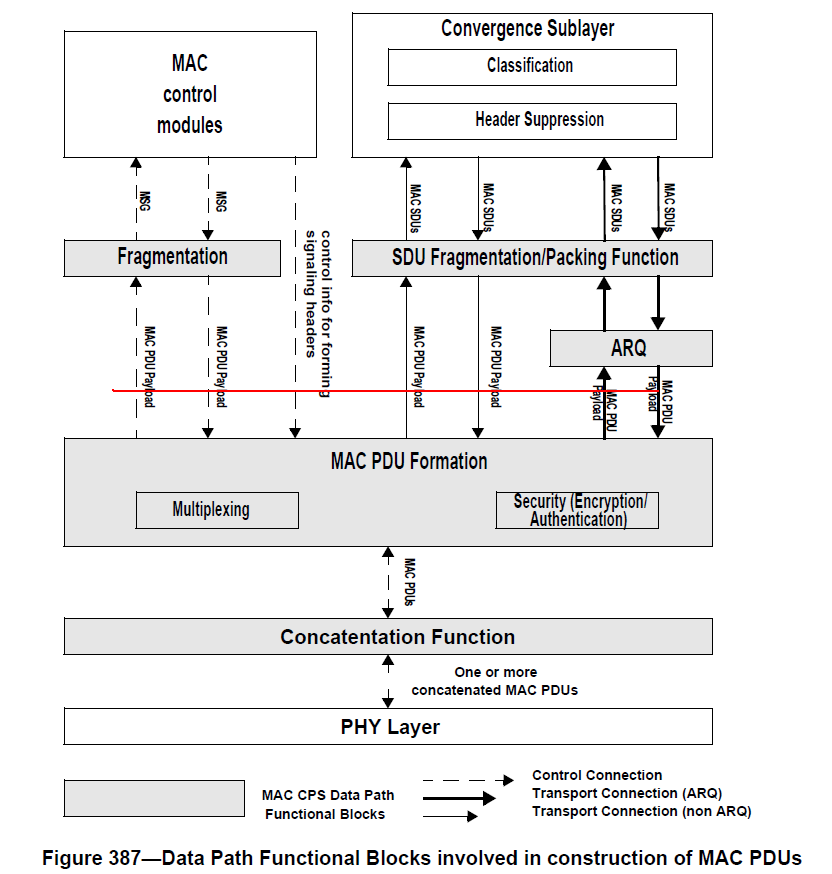 MAC
control
modules
Convergence Sublayer
Classification
Header Suppression
MSG
MSG
control info for forming
signaling headers
MAC SDUs
MAC SDUs
MAC SDUs
MAC SDUs
Fragmentation
SDU Fragmentation/Packing Function
ARQ
MAC PDU Payload
MAC PDU Payload
MAC PDU Payload
MAC PDU Payload
MAC PDU
Payload
MAC PDU
Payload
MAC PDU Formation
Multiplexing
Security (Encryption/
Authentication)
MAC PDUs
Concatentation Function
One or more
concatenated MAC PDUs
PHY Layer
MAC CPS Data Path
Functional Blocks
Control Connection
Transport Connection (ARQ)
Transport Connection (non ARQ)
Figure 387—Data Path Functional Blocks involved in construction of MAC PDUs